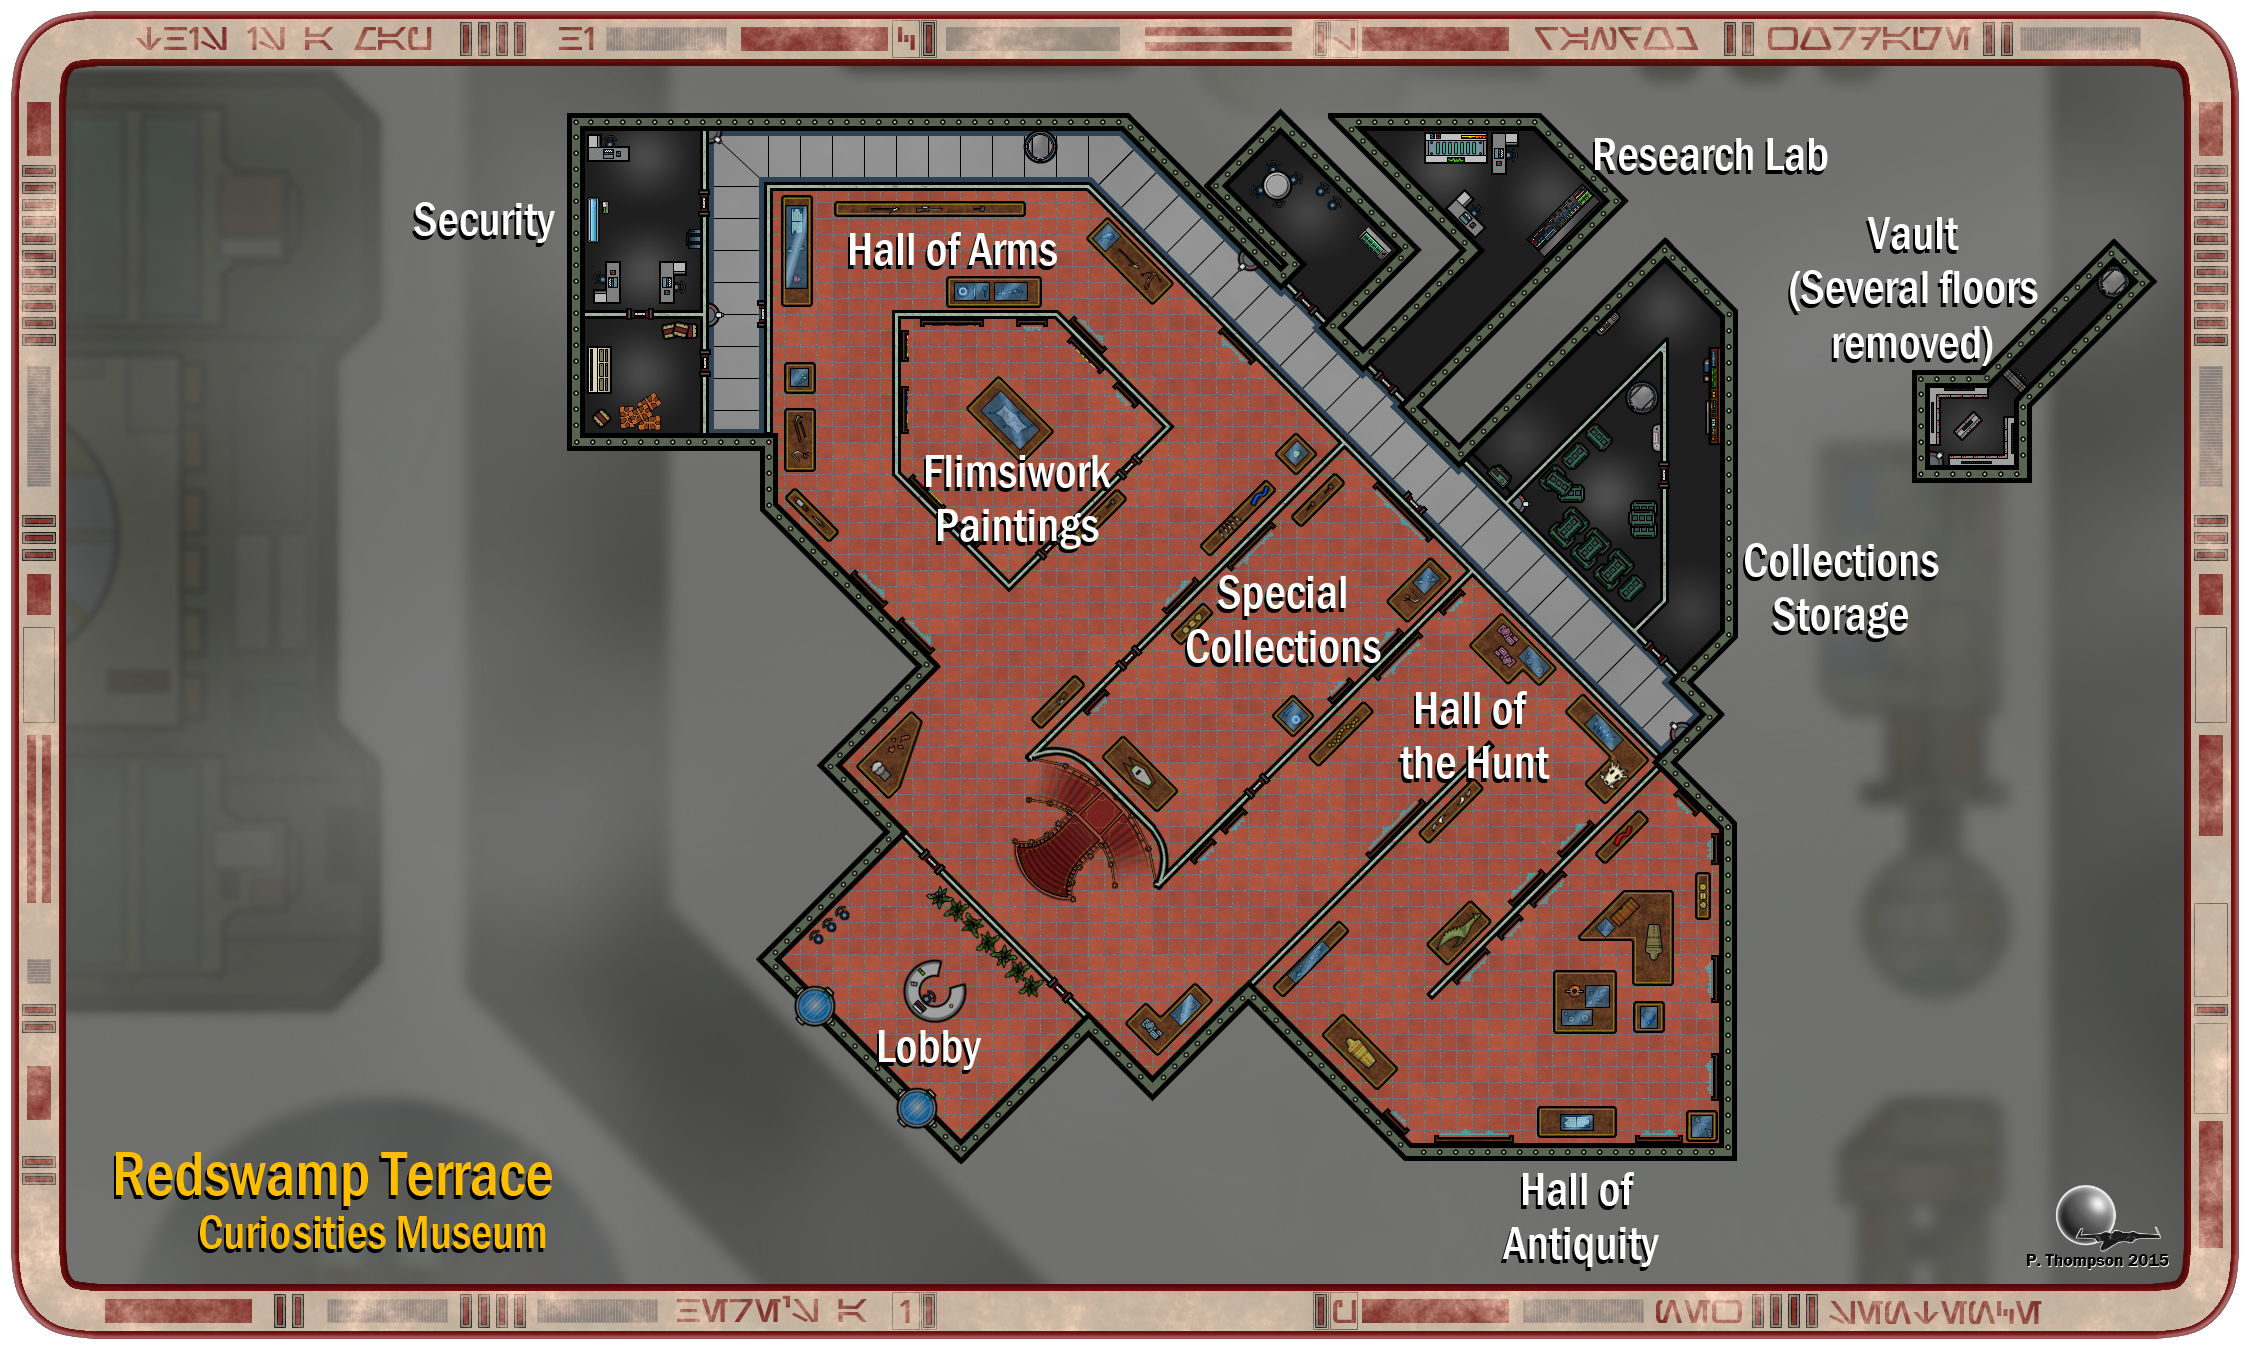 Research Lab
Security
Vault
(Several floors
removed)
Hall of Arms
Flimsiwork
Paintings
Special
Collections
Collections
Storage
Hall of
the Hunt
Lobby
Hall of
Antiquity
Redswamp Terrace
Curiosities Museum
P. Thompson 2015